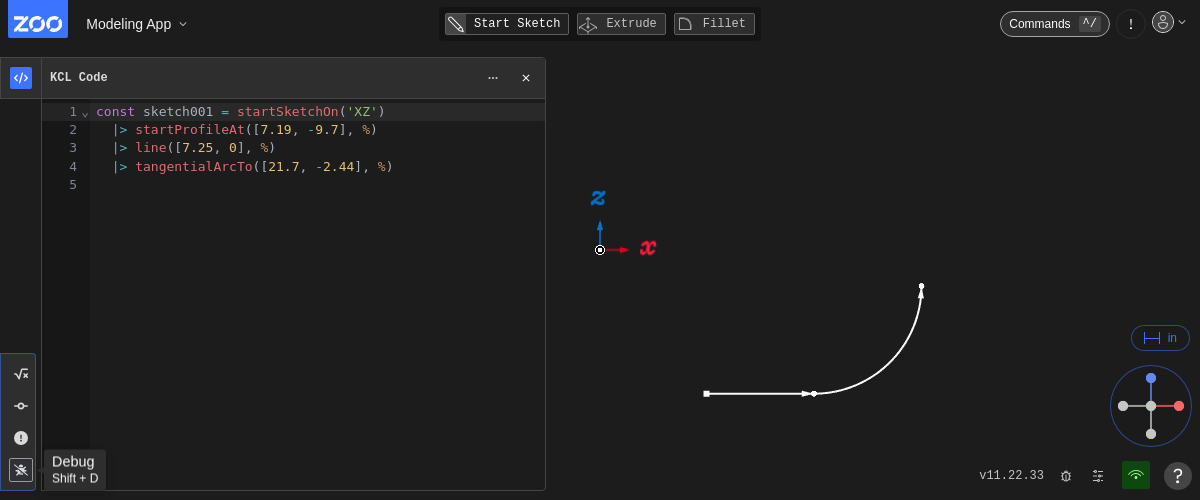 ZOO Modeling App Start Sketch Extrude Fillet Commands ^/ !
KCL Code ...
1 const sketch001 = startSketchOn('XZ')
2 |> startProfileAt([7.19, -9.7], %)
3 |> line([7.25, 0], %)
4 |> tangentialArcTo([21.7, -2.44], %)
5
z
x
in
Debug
Shift + D
v11.22.33 ?